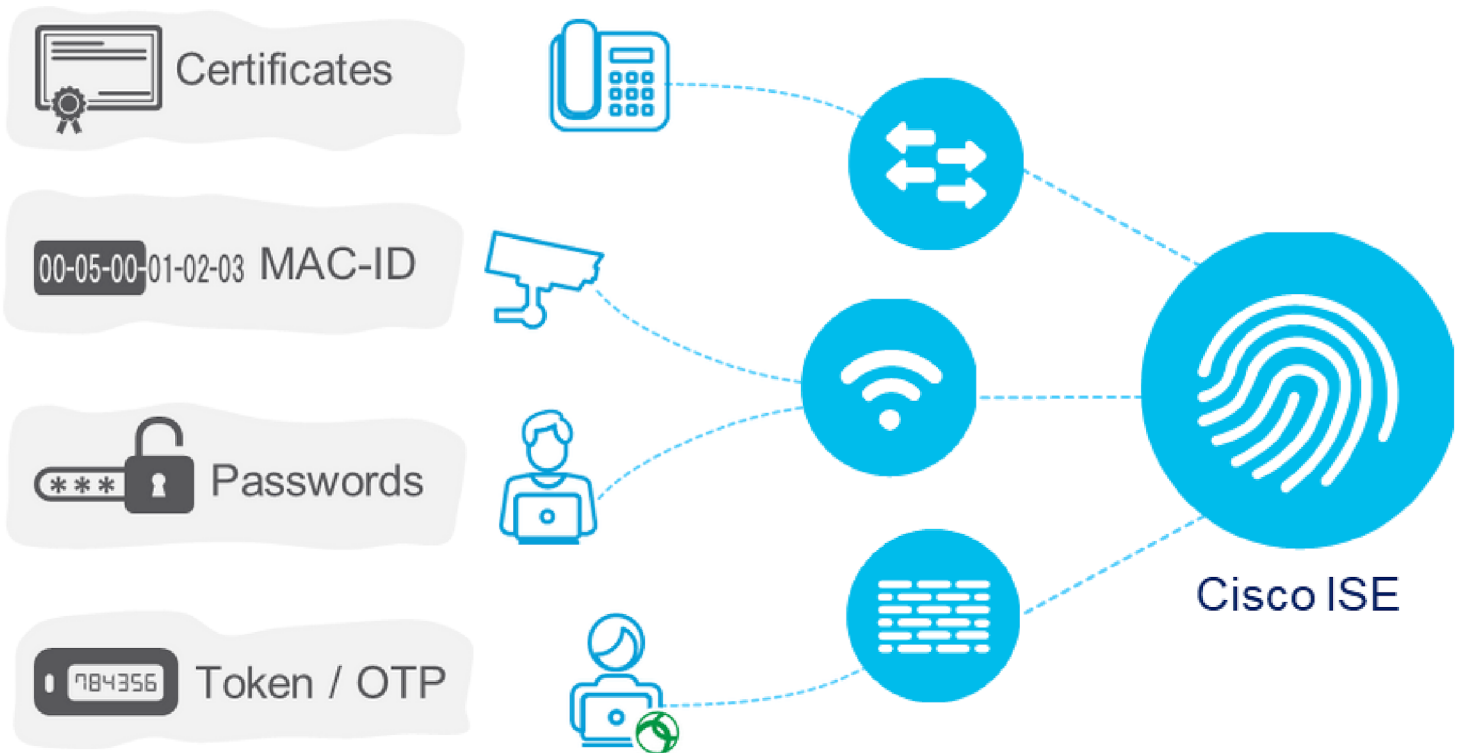 Certificates
00-05-00-01-02-03 MAC-ID
*** Passwords
784356 Token / OTP
Cisco ISE